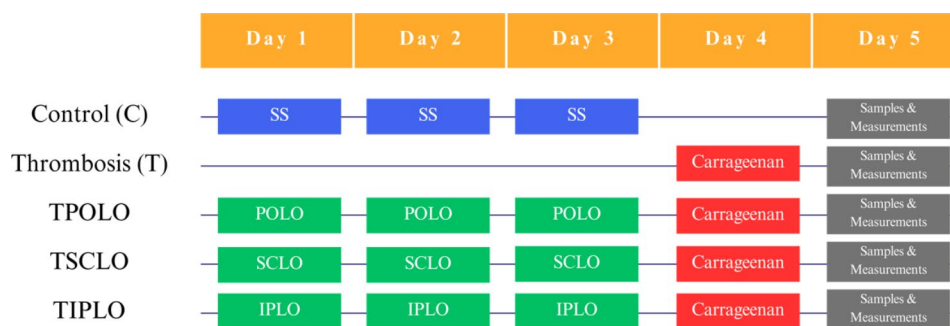 Day 1 Day 2 Day 3 Day 4 Day 5
Control (C) SS SS SS Samples & Measurements
Thrombosis (T) Carrageenan Samples & Measurements
TPOLO POLO POLO POLO Carrageenan Samples & Measurements
TSCLO SCLO SCLO SCLO Carrageenan Samples & Measurements
TIPLO IPLO IPLO IPLO Carrageenan Samples & Measurements